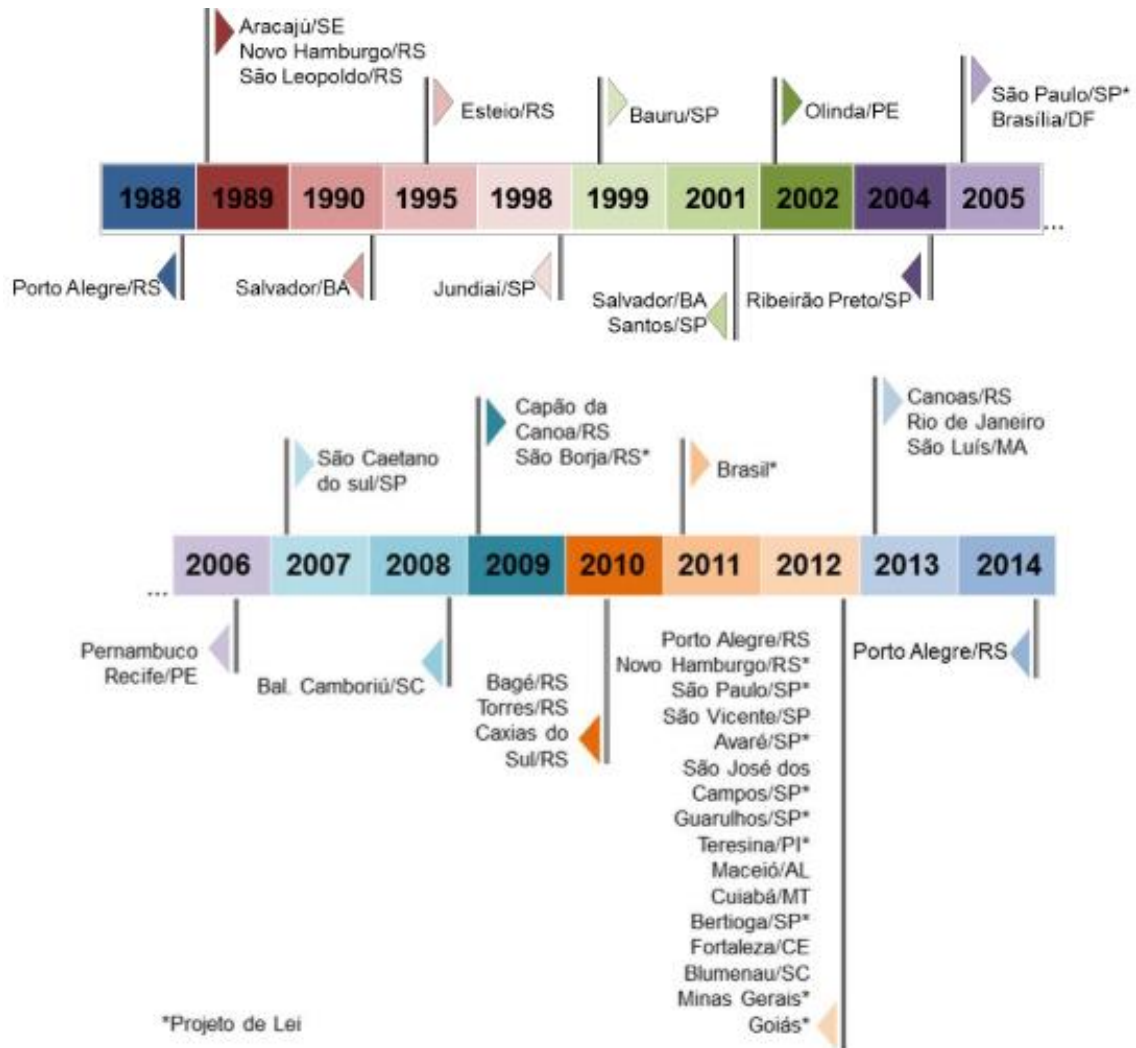 Aracajú/SE
Novo Hamburgo/RS
São Leopoldo/RS
Esteio/RS
Bauru/SP
Olinda/PE
São Paulo/SP*
Brasília/DF
1988 1989 1990 1995 1998 1999 2001 2002 2004 2005
...
Porto Alegre/RS
Salvador/BA
Jundiaí/SP
Salvador/BA
Santos/SP
Ribeirão Preto/SP
São Caetano
do sul/SP
Capão da
Canoa/RS
São Borja/RS*
Brasil*
Canoas/RS
Rio de Janeiro
São Luís/MA
...
2006 2007 2008 2009 2010 2011 2012 2013 2014
Pernambuco
Recife/PE
Bal. Camboriú/SC
Bagé/RS
Torres/RS
Caxias do
Sul/RS
Porto Alegre/RS
Novo Hamburgo/RS*
São Paulo/SP*
São Vicente/SP
Avaré/SP*
São José dos
Campos/SP*
Guarulhos/SP*
Teresina/PI*
Maceió/AL
Cuiabá/MT
Bertioga/SP*
Fortaleza/CE
Blumenau/SC
Minas Gerais*
Goiás*
Porto Alegre/RS
*Projeto de Lei